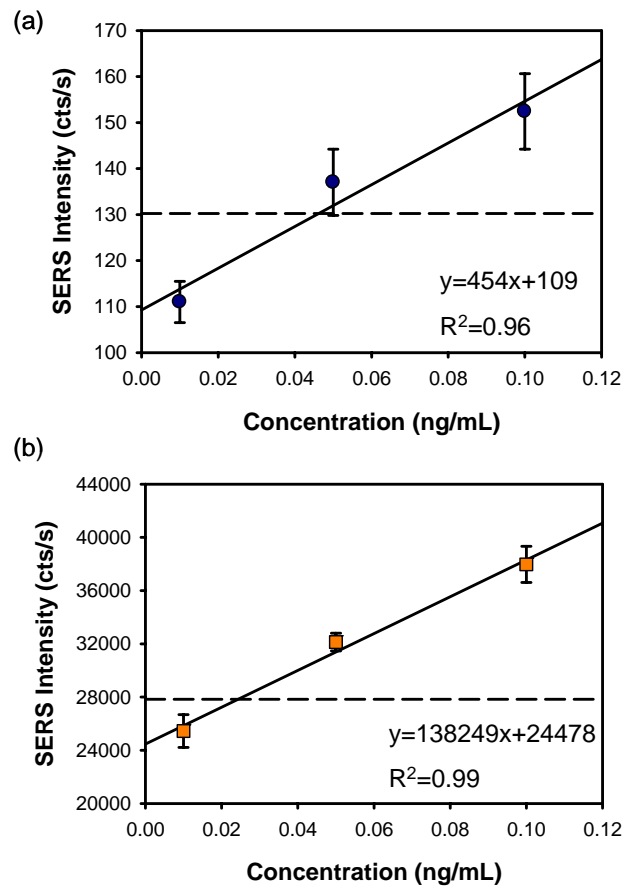 (a)
170
160
150
140
130
120
110
100
SERS Intensity (cts/s)
y=454x+109
R²=0.96
0.00 0.02 0.04 0.06 0.08 0.10 0.12
Concentration (ng/mL)
(b)
44000
40000
36000
32000
28000
24000
20000
SERS Intensity (cts/s)
y=138249x+24478
R²=0.99
0.00 0.02 0.04 0.06 0.08 0.10 0.12
Concentration (ng/mL)